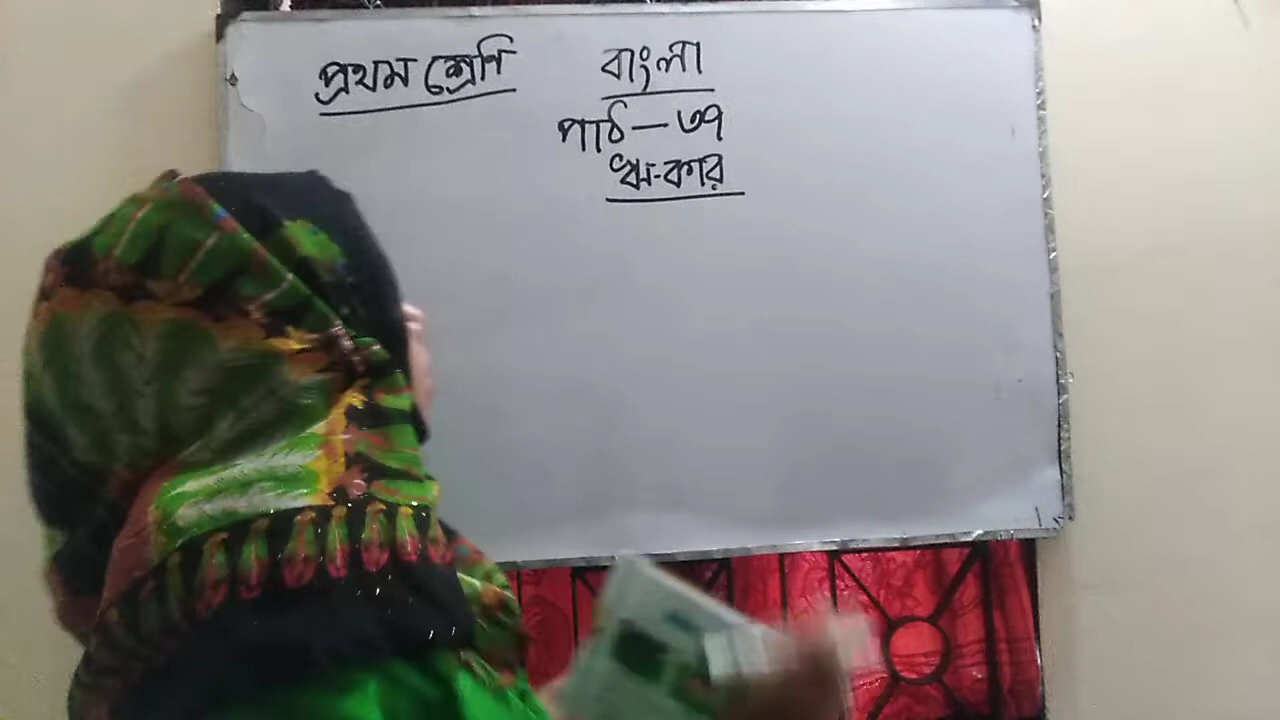 প্রথম শ্রেণি
বাংলা
পাঠ — ৩৭
ঋ-কার